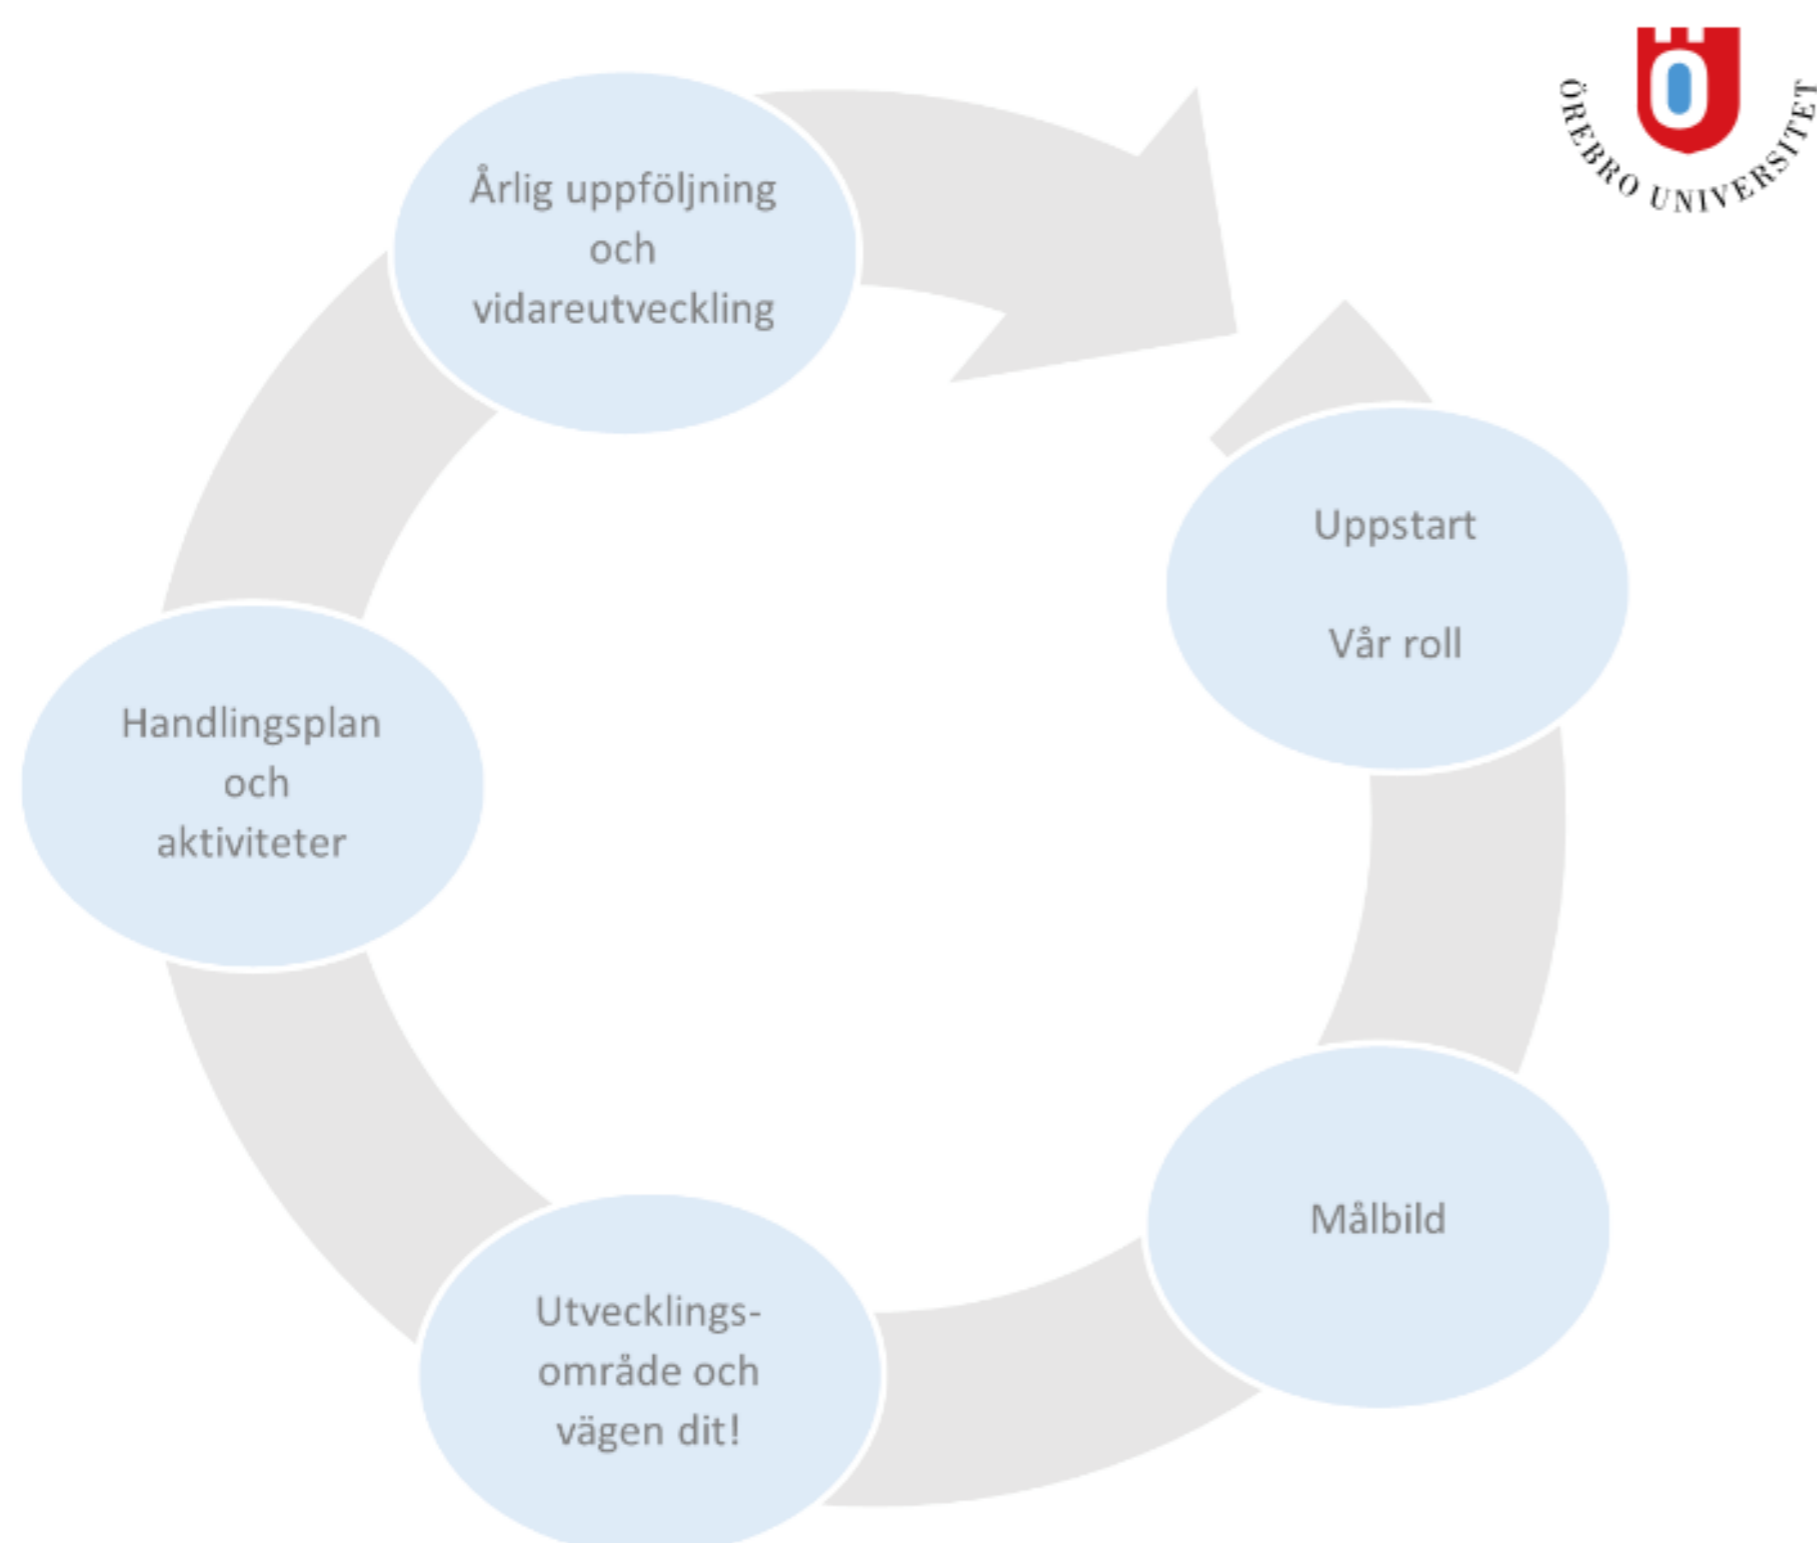 ÖREBRO UNIVERSITET
Årlig uppföljning
och
vidareutveckling
Uppstart
Vår roll
Handlingsplan
och
aktiviteter
Målbild
Utvecklings-
område och
vägen dit!